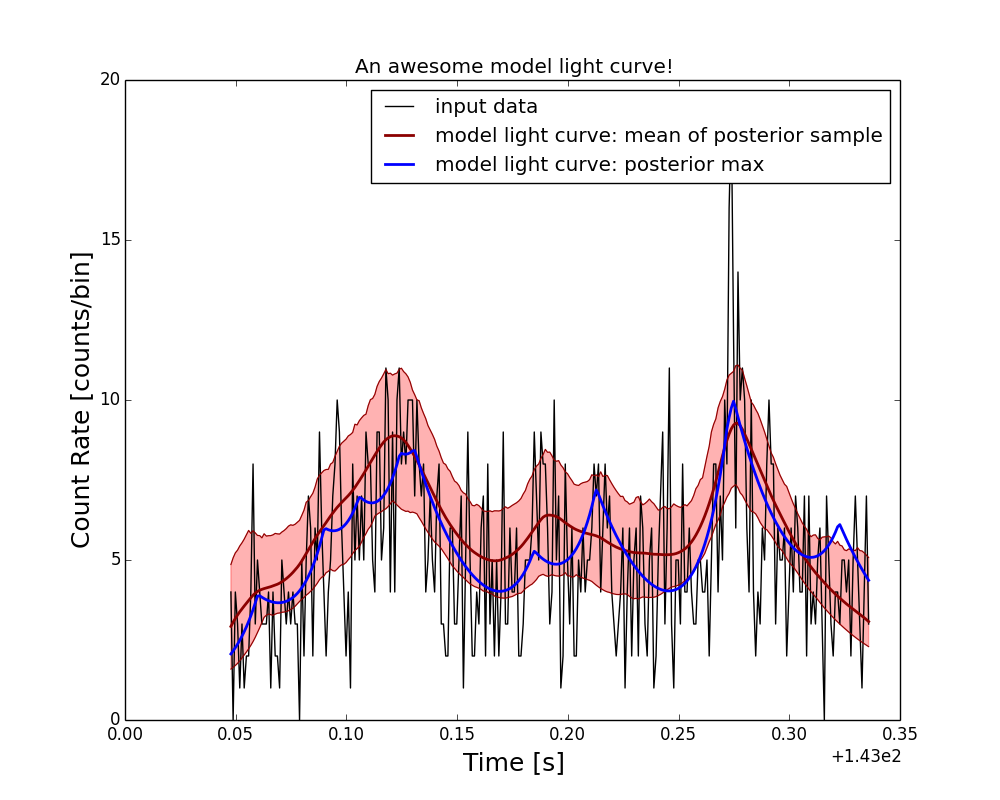 An awesome model light curve!
input data
model light curve: mean of posterior sample
model light curve: posterior max
Count Rate [counts/bin]
20
15
10
5
0
0.00 0.05 0.10 0.15 0.20 0.25 0.30 0.35
+1.43e2
Time [s]